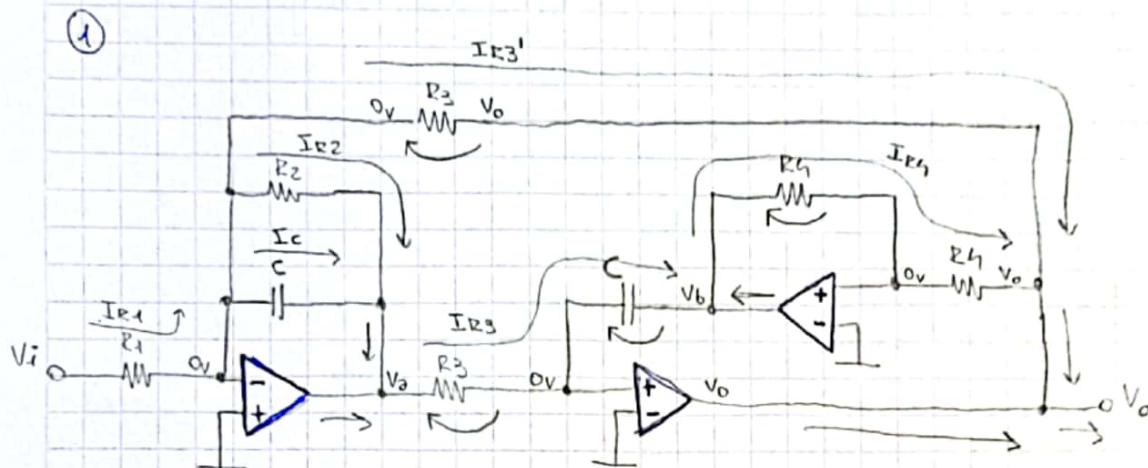 1
IR3'
0v R3 Vo
IR2
R2
IR4
R4
Ic
C
C
0v R4 Vo
Vb
+
-
IR1
R1
IR3
R3
Vi
0v
-
+
Va
0v
+
-
Vo
Vo